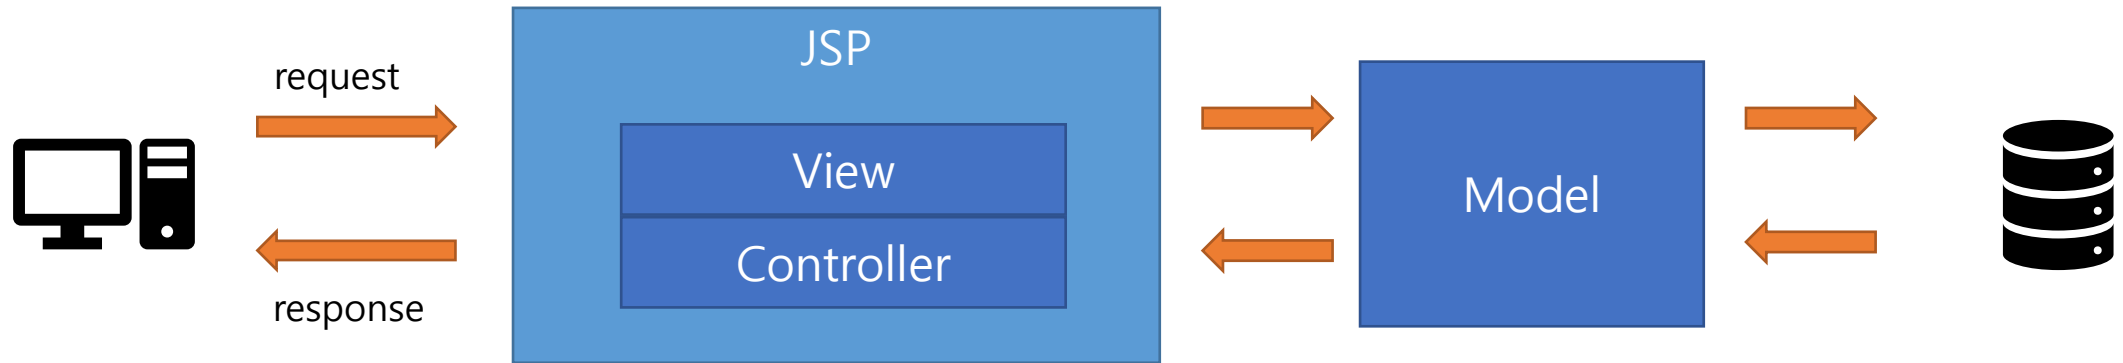 request
response
JSP
View
Controller
Model